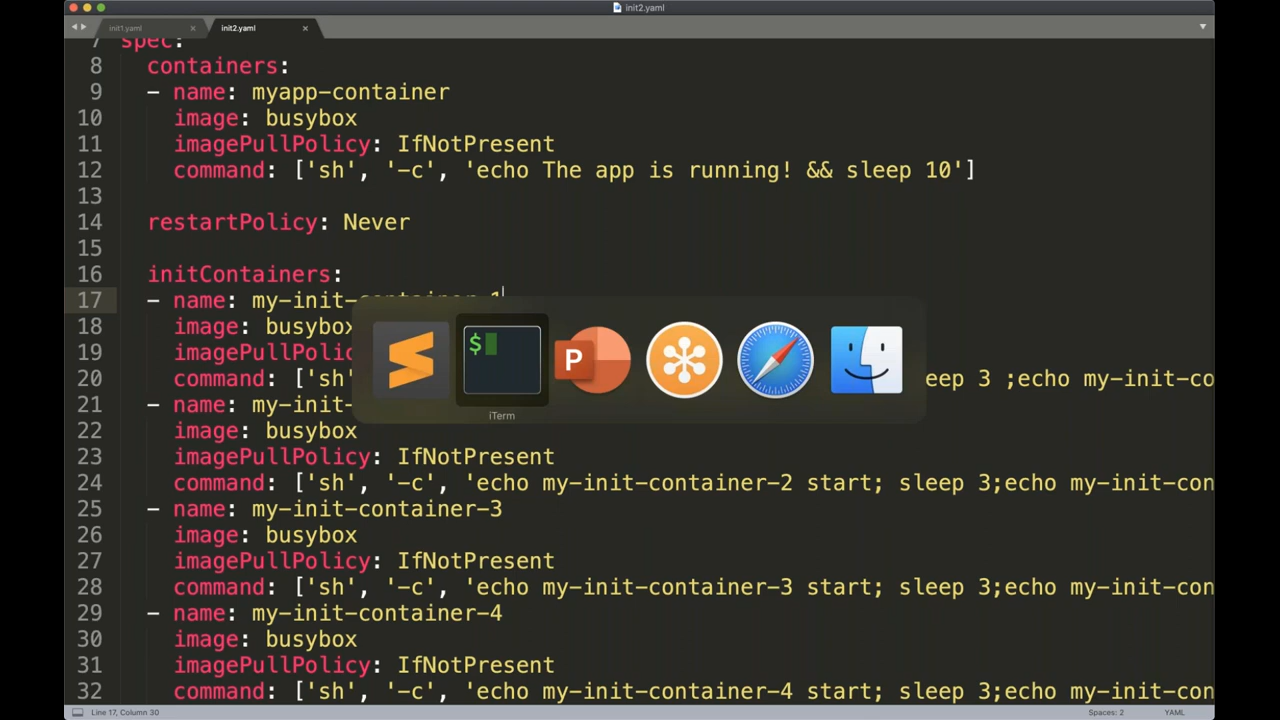 init2.yaml
init1.yaml
init2.yaml
7 spec:
8 containers:
9 - name: myapp-container
10 image: busybox
11 imagePullPolicy: IfNotPresent
12 command: ['sh', '-c', 'echo The app is running! && sleep 10']
13
14 restartPolicy: Never
15
16 initContainers:
17 - name: my-init-container-1
18 image: busybox
19 imagePullPolicy
20 command: ['sh' eep 3 ;echo my-init-co
21 - name: my-init-
22 image: busybox
23 imagePullPolicy: IfNotPresent
24 command: ['sh', '-c', 'echo my-init-container-2 start; sleep 3;echo my-init-con
25 - name: my-init-container-3
26 image: busybox
27 imagePullPolicy: IfNotPresent
28 command: ['sh', '-c', 'echo my-init-container-3 start; sleep 3;echo my-init-con
29 - name: my-init-container-4
30 image: busybox
31 imagePullPolicy: IfNotPresent
32 command: ['sh', '-c', 'echo my-init-container-4 start; sleep 3;echo my-init-con
$
P
iTerm
Line 17, Column 30
Spaces: 2
YAML